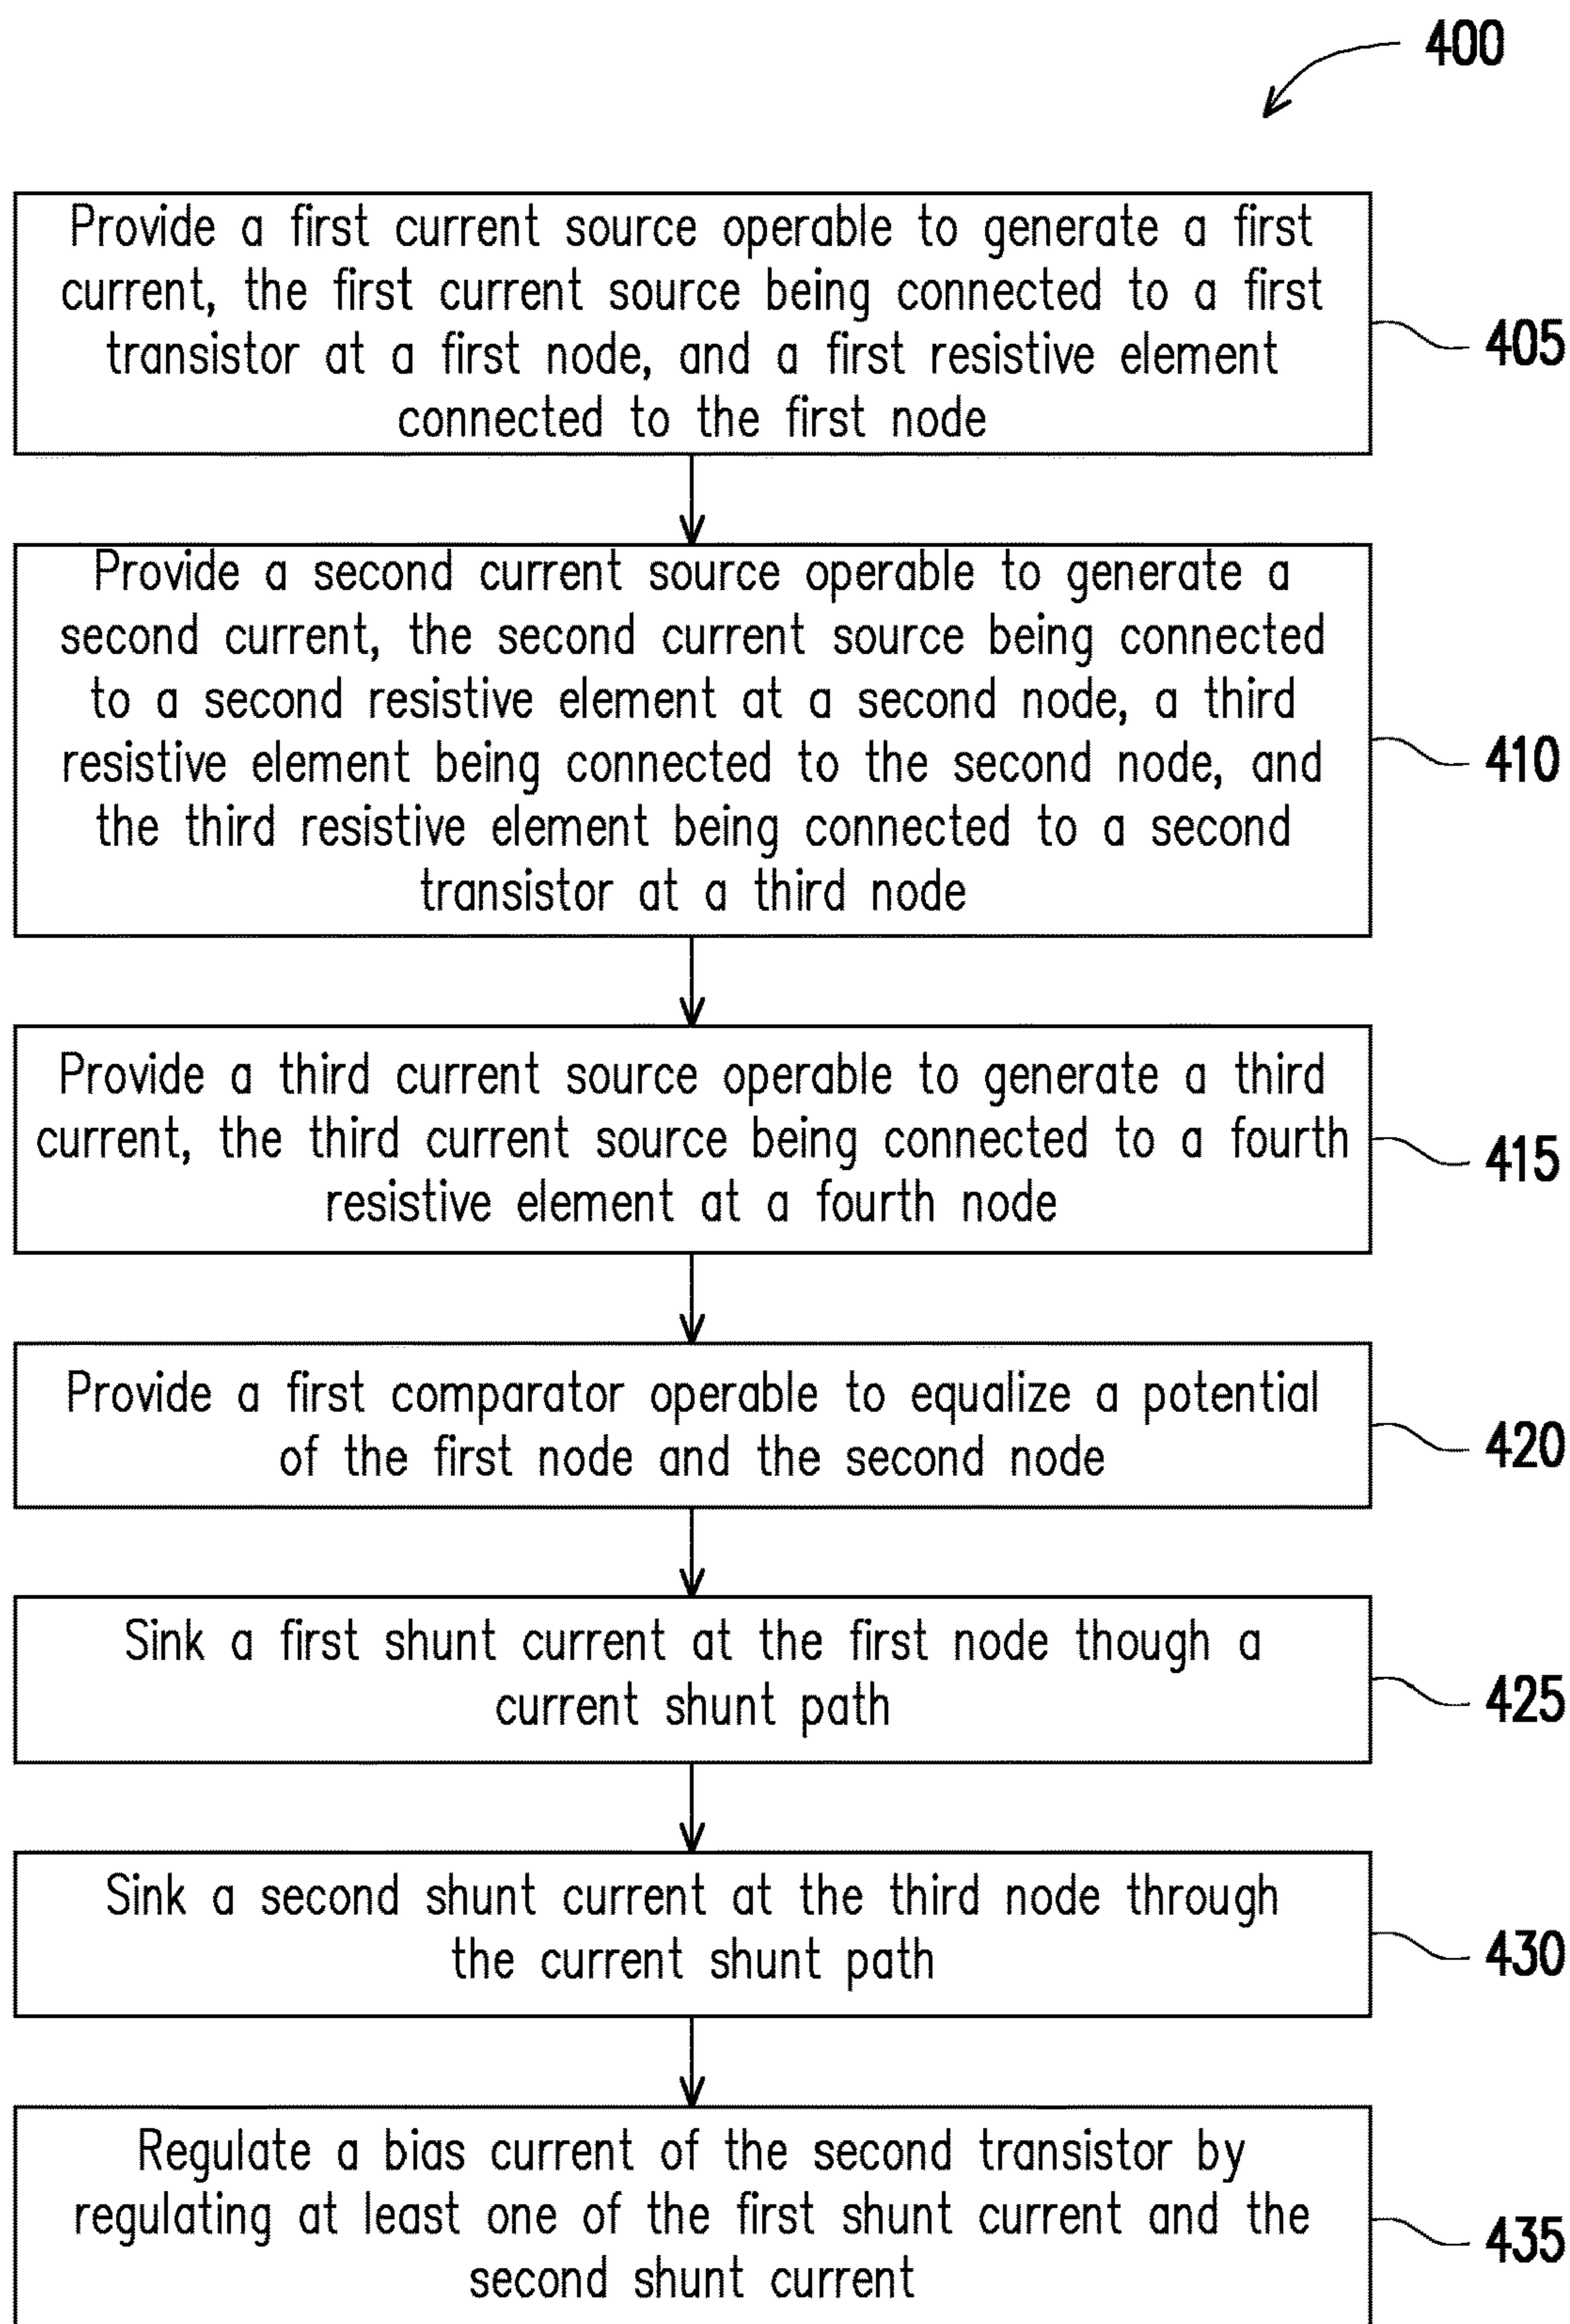 400
Provide a first current source operable to generate a first
current, the first current source being connected to a first
transistor at a first node, and a first resistive element
connected to the first node
405
Provide a second current source operable to generate a
second current, the second current source being connected
to a second resistive element at a second node, a third
resistive element being connected to the second node, and
the third resistive element being connected to a second
transistor at a third node
410
Provide a third current source operable to generate a third
current, the third current source being connected to a fourth
resistive element at a fourth node
415
Provide a first comparator operable to equalize a potential
of the first node and the second node
420
Sink a first shunt current at the first node though a
current shunt path
425
Sink a second shunt current at the third node through
the current shunt path
430
Regulate a bias current of the second transistor by
regulating at least one of the first shunt current and the
second shunt current
435